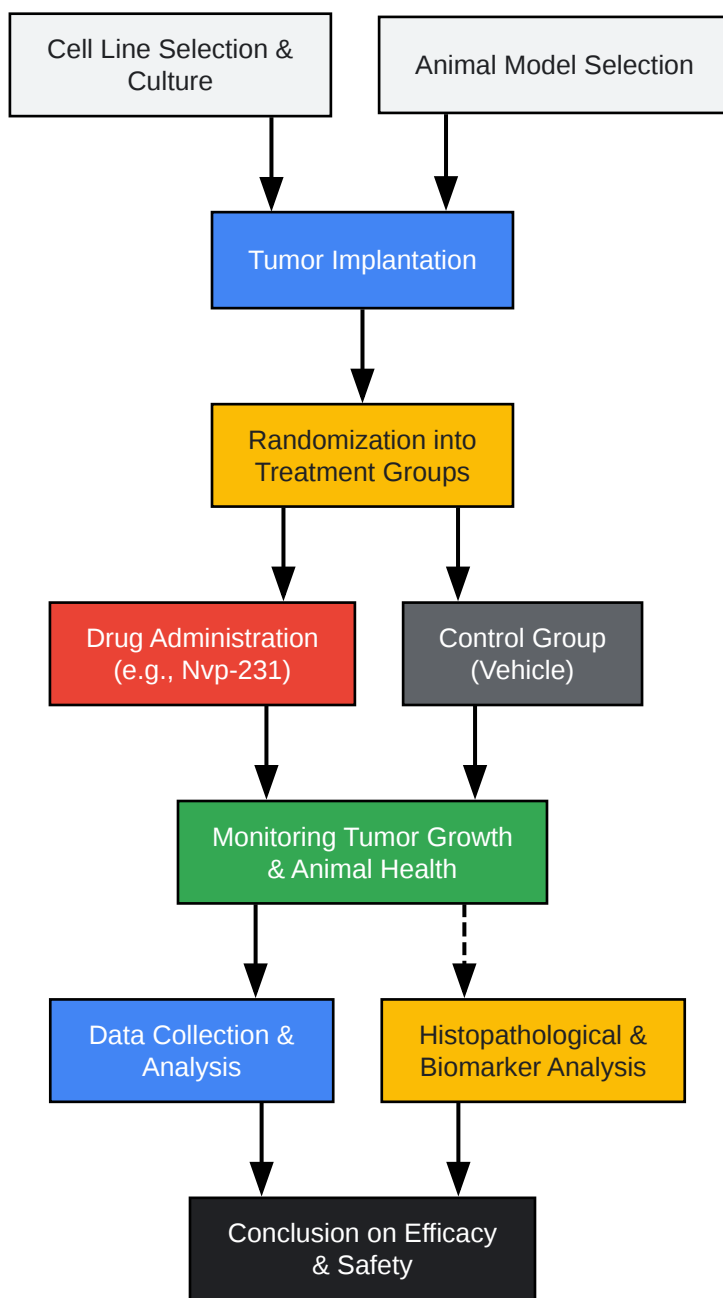 Cell Line Selection &
Culture
Animal Model Selection
Tumor Implantation
Randomization into
Treatment Groups
Drug Administration
(e.g., Nvp-231)
Control Group
(Vehicle)
Monitoring Tumor Growth
& Animal Health
Data Collection &
Analysis
Histopathological &
Biomarker Analysis
Conclusion on Efficacy
& Safety